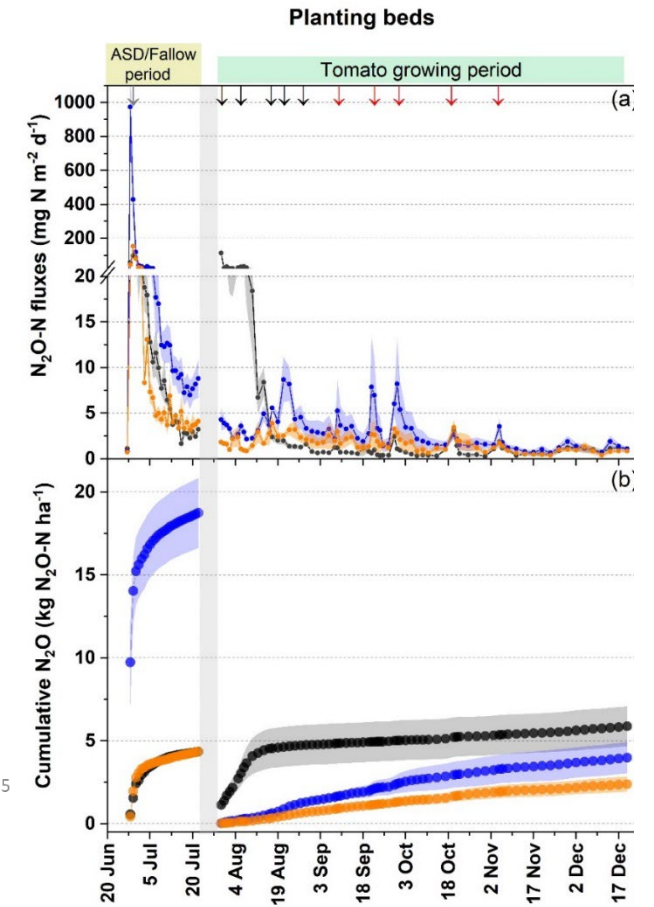 Planting beds
ASD/Fallow
period
Tomato growing period
(a)
N₂O-N fluxes (mg N m⁻² d⁻¹)
1000
800
600
400
200
20
15
10
5
0
(b)
Cumulative N₂O (kg N₂O-N ha⁻¹)
20
15
10
5
0
5
20 Jun
5 Jul
20 Jul
4 Aug
19 Aug
3 Sep
18 Sep
3 Oct
18 Oct
2 Nov
17 Nov
2 Dec
17 Dec